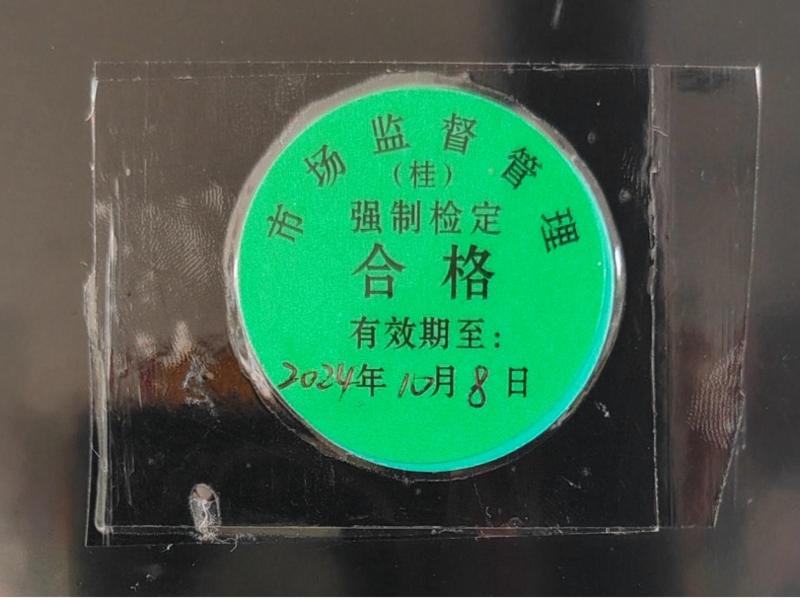 市场监督管理
（桂）
强制检定
合格
有效期至：
2024年10月8日